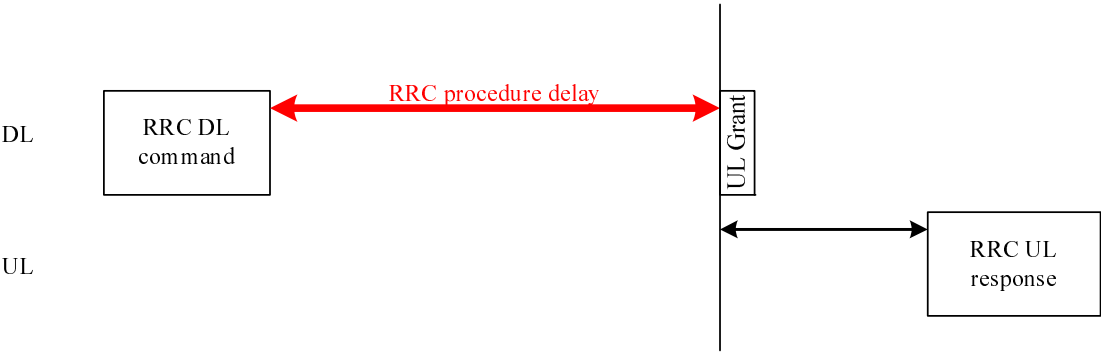 RRC procedure delay
DL
RRC DL
command
UL Grant
UL
RRC UL
response